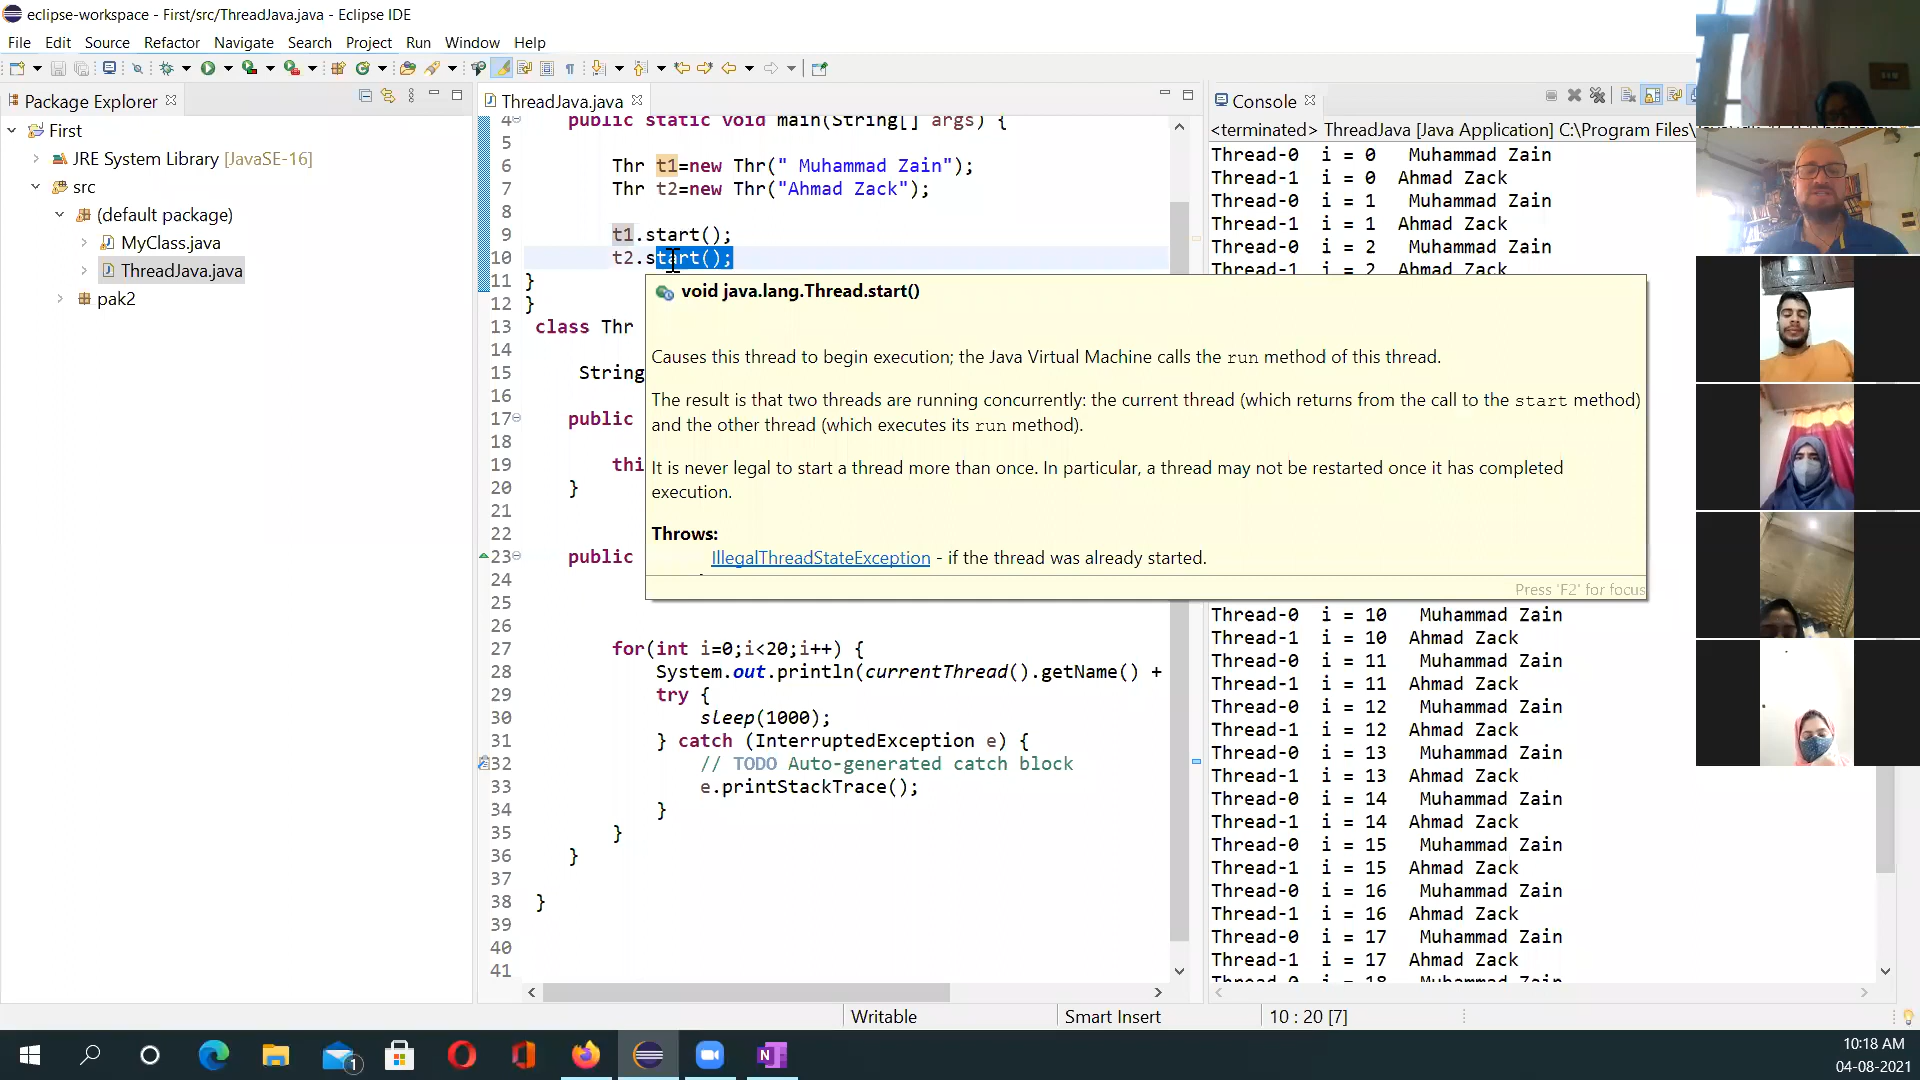 eclipse-workspace - First/src/ThreadJava.java - Eclipse IDE
File Edit Source Refactor Navigate Search Project Run Window Help
Package Explorer
First
JRE System Library [JavaSE-16]
src
(default package)
MyClass.java
ThreadJava.java
pak2
ThreadJava.java
4 public static void main(String[] args) {
5
6 Thr t1=new Thr(" Muhammad Zain");
7 Thr t2=new Thr("Ahmad Zack");
8
9 t1.start();
10 t2.start();
11 }
12 }
13 class Thr
14
15 String
16
17 public
18
19 thi
20 }
21
22
23 public
24
25
26
27 for(int i=0;i<20;i++) {
28 System.out.println(currentThread().getName() +
29 try {
30 sleep(1000);
31 } catch (InterruptedException e) {
32 // TODO Auto-generated catch block
33 e.printStackTrace();
34 }
35 }
36 }
37
38 }
39
40
41
void java.lang.Thread.start()
Causes this thread to begin execution; the Java Virtual Machine calls the run method of this thread.
The result is that two threads are running concurrently: the current thread (which returns from the call to the start method)
and the other thread (which executes its run method).
It is never legal to start a thread more than once. In particular, a thread may not be restarted once it has completed
execution.
Throws:
IllegalThreadStateException - if the thread was already started.
Press 'F2' for focus
Console
<terminated> ThreadJava [Java Application] C:\Program Files\
Thread-0 i = 0 Muhammad Zain
Thread-1 i = 0 Ahmad Zack
Thread-0 i = 1 Muhammad Zain
Thread-1 i = 1 Ahmad Zack
Thread-0 i = 2 Muhammad Zain
Thread-1 i = 2 Ahmad Zack
Thread-0 i = 10 Muhammad Zain
Thread-1 i = 10 Ahmad Zack
Thread-0 i = 11 Muhammad Zain
Thread-1 i = 11 Ahmad Zack
Thread-0 i = 12 Muhammad Zain
Thread-1 i = 12 Ahmad Zack
Thread-0 i = 13 Muhammad Zain
Thread-1 i = 13 Ahmad Zack
Thread-0 i = 14 Muhammad Zain
Thread-1 i = 14 Ahmad Zack
Thread-0 i = 15 Muhammad Zain
Thread-1 i = 15 Ahmad Zack
Thread-0 i = 16 Muhammad Zain
Thread-1 i = 16 Ahmad Zack
Thread-0 i = 17 Muhammad Zain
Thread-1 i = 17 Ahmad Zack
Thread-0 i = 18 Muhammad Zain
Writable Smart Insert 10 : 20 [7]
1
10:18 AM
04-08-2021